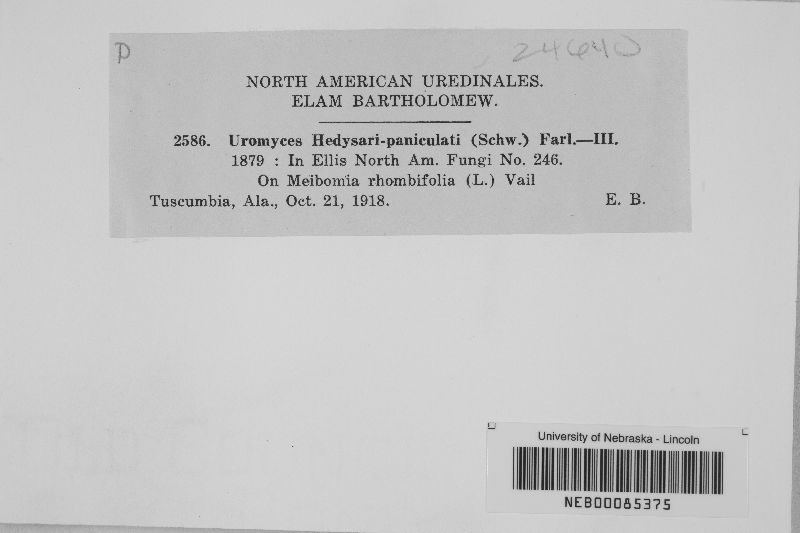 P 24640
NORTH AMERICAN UREDINALES.
ELAM BARTHOLOMEW.
2586. Uromyces Hedysari-paniculati (Schw.) Farl.—III.
1879 : In Ellis North Am. Fungi No. 246.
On Meibomia rhombifolia (L.) Vail
Tuscumbia, Ala., Oct. 21, 1918. E. B.
University of Nebraska - Lincoln
NEB00085375